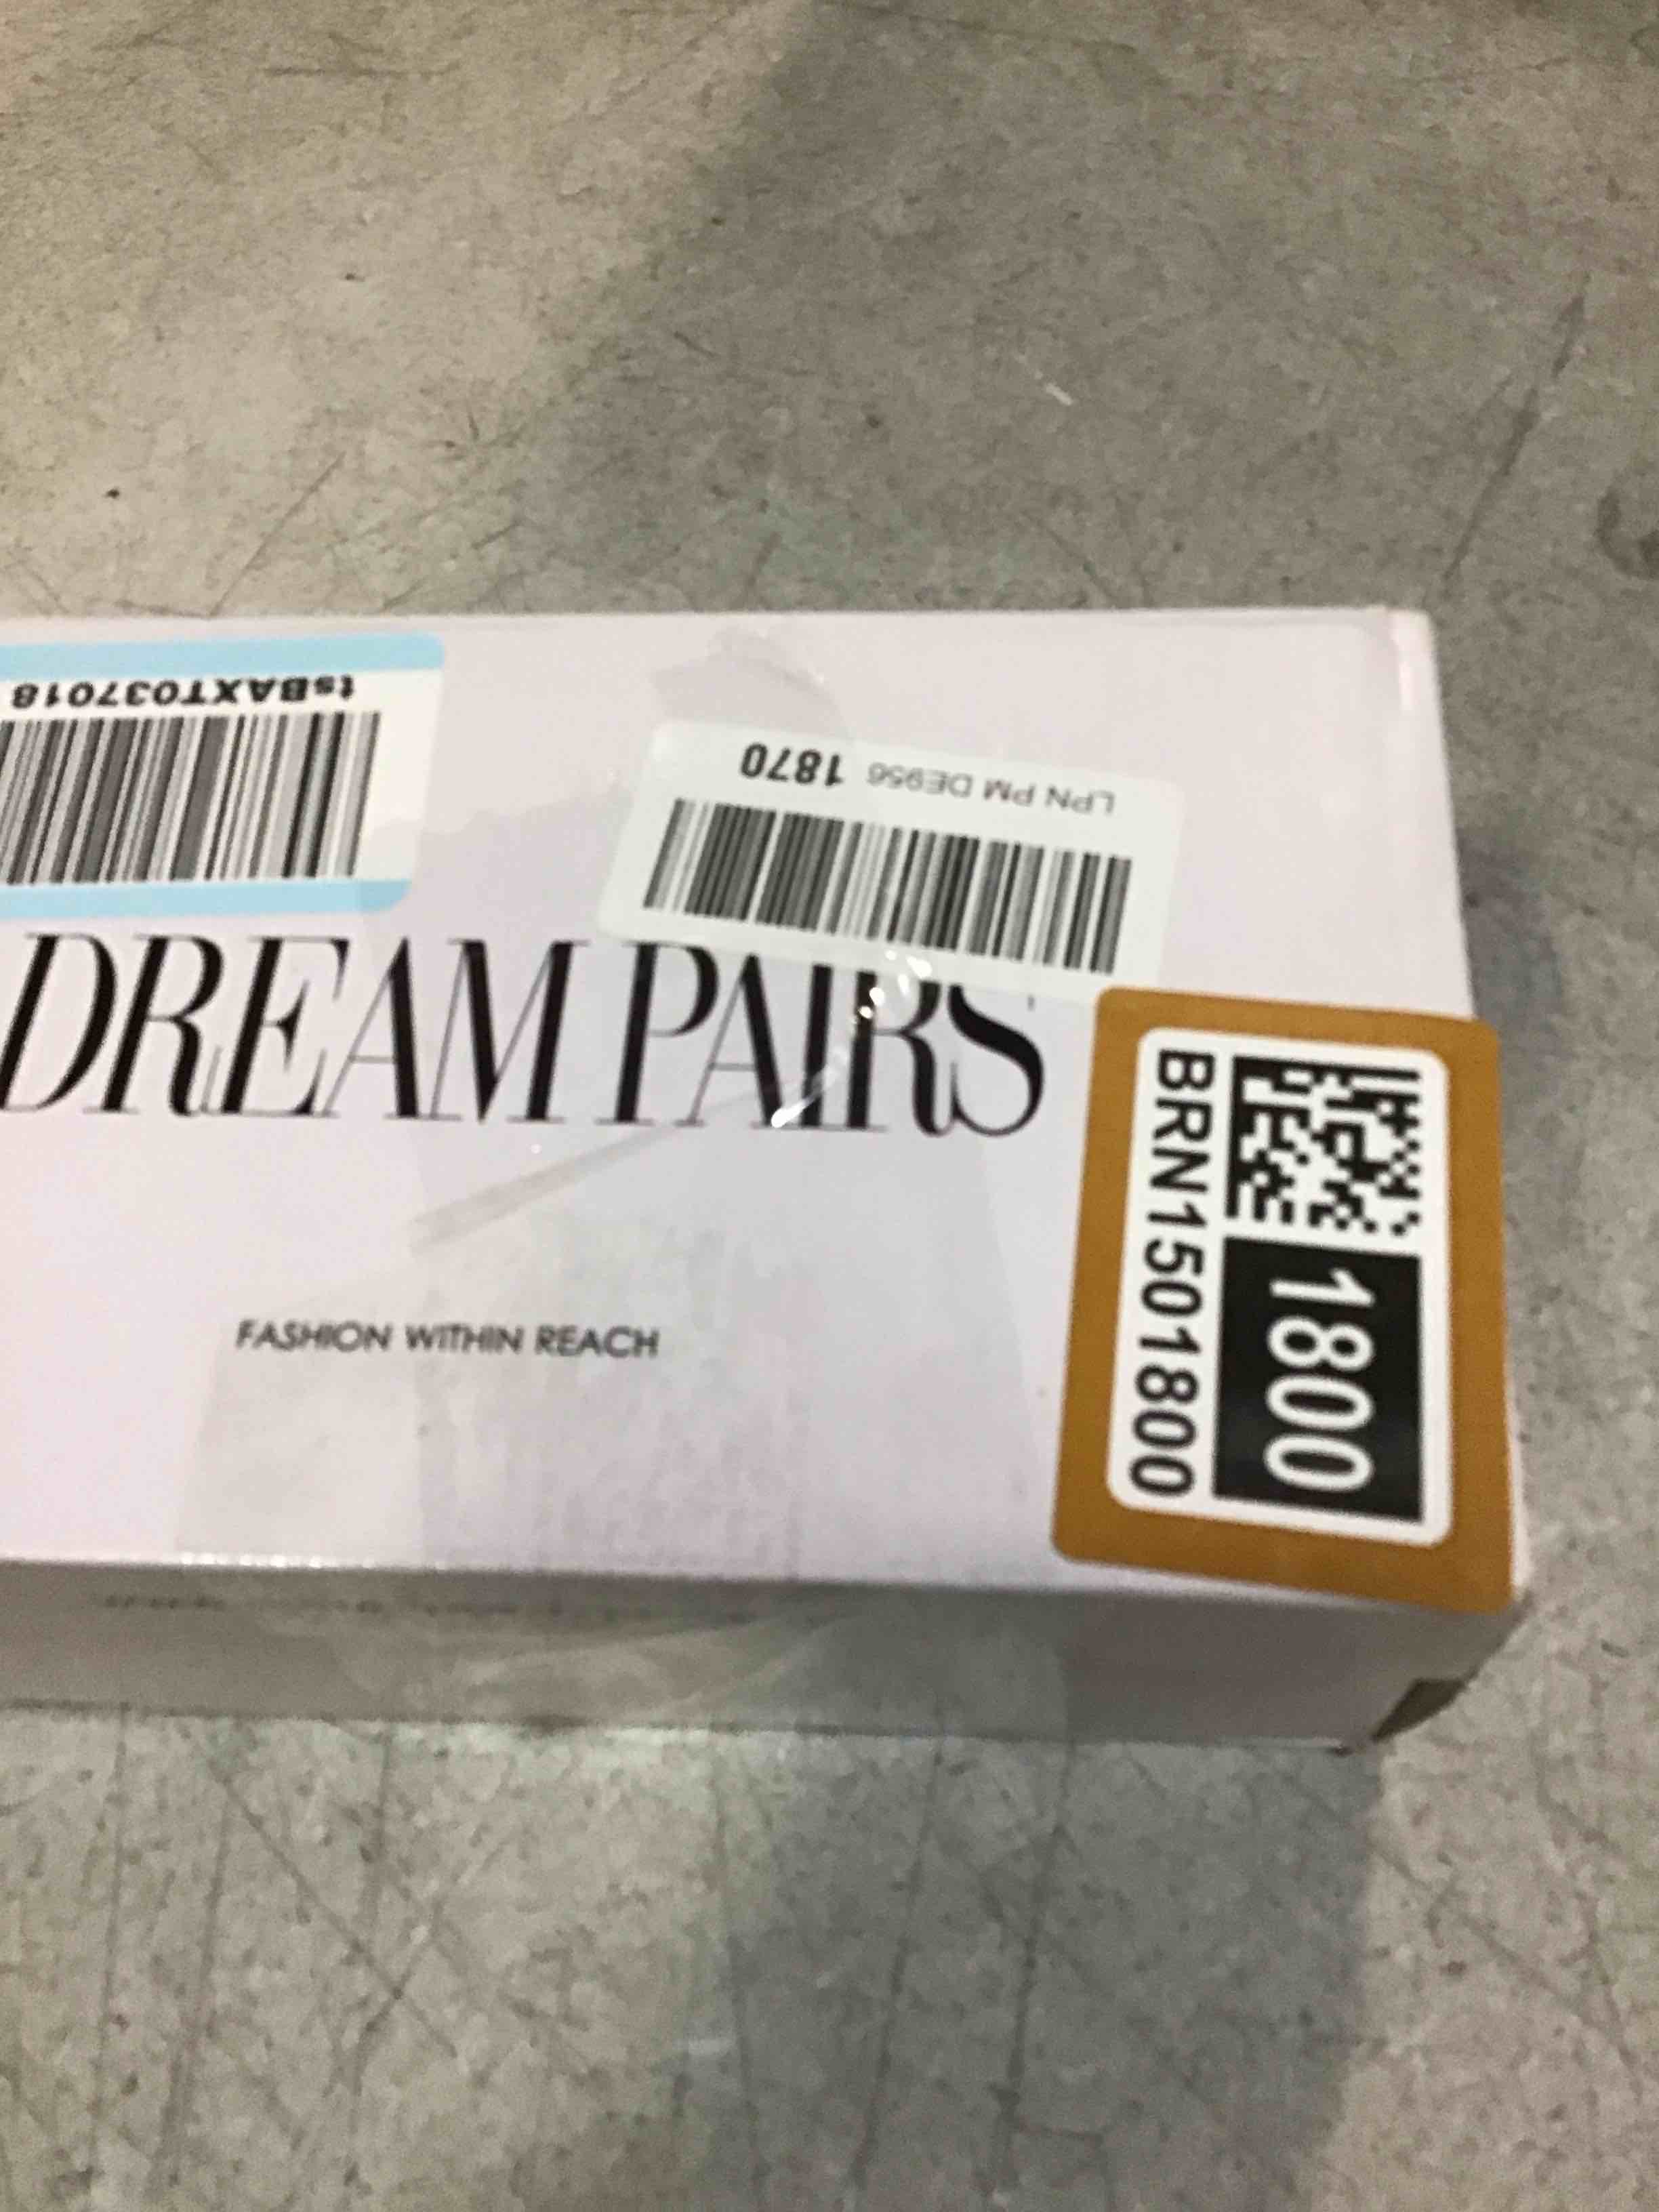 tsBAXT037018
LPN PM DE956 1870
DREAM PAIRS
FASHION WITHIN REACH
1800
BRN1501800